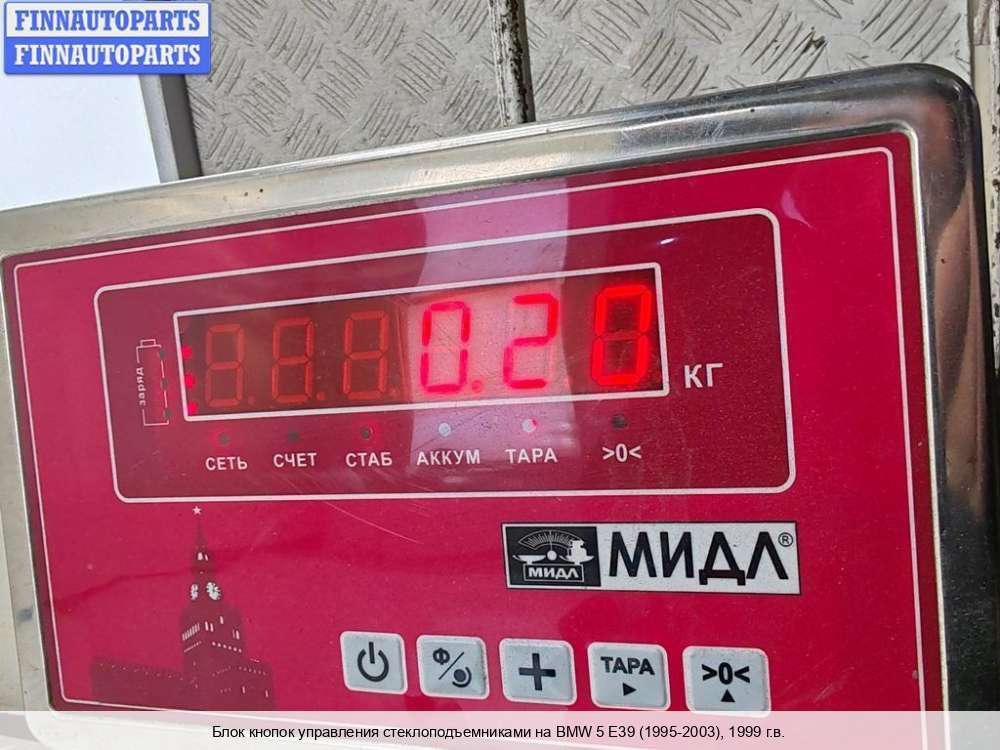 FINNAUTOPARTS
FINNAUTOPARTS
заряд
0.20
КГ
СЕТЬ СЧЕТ СТАБ АККУМ ТАРА >0<
МИДЛ
МИДЛ®
Ф/
ТАРА
>0<
Блок кнопок управления стеклоподъемниками на BMW 5 E39 (1995-2003), 1999 г.в.